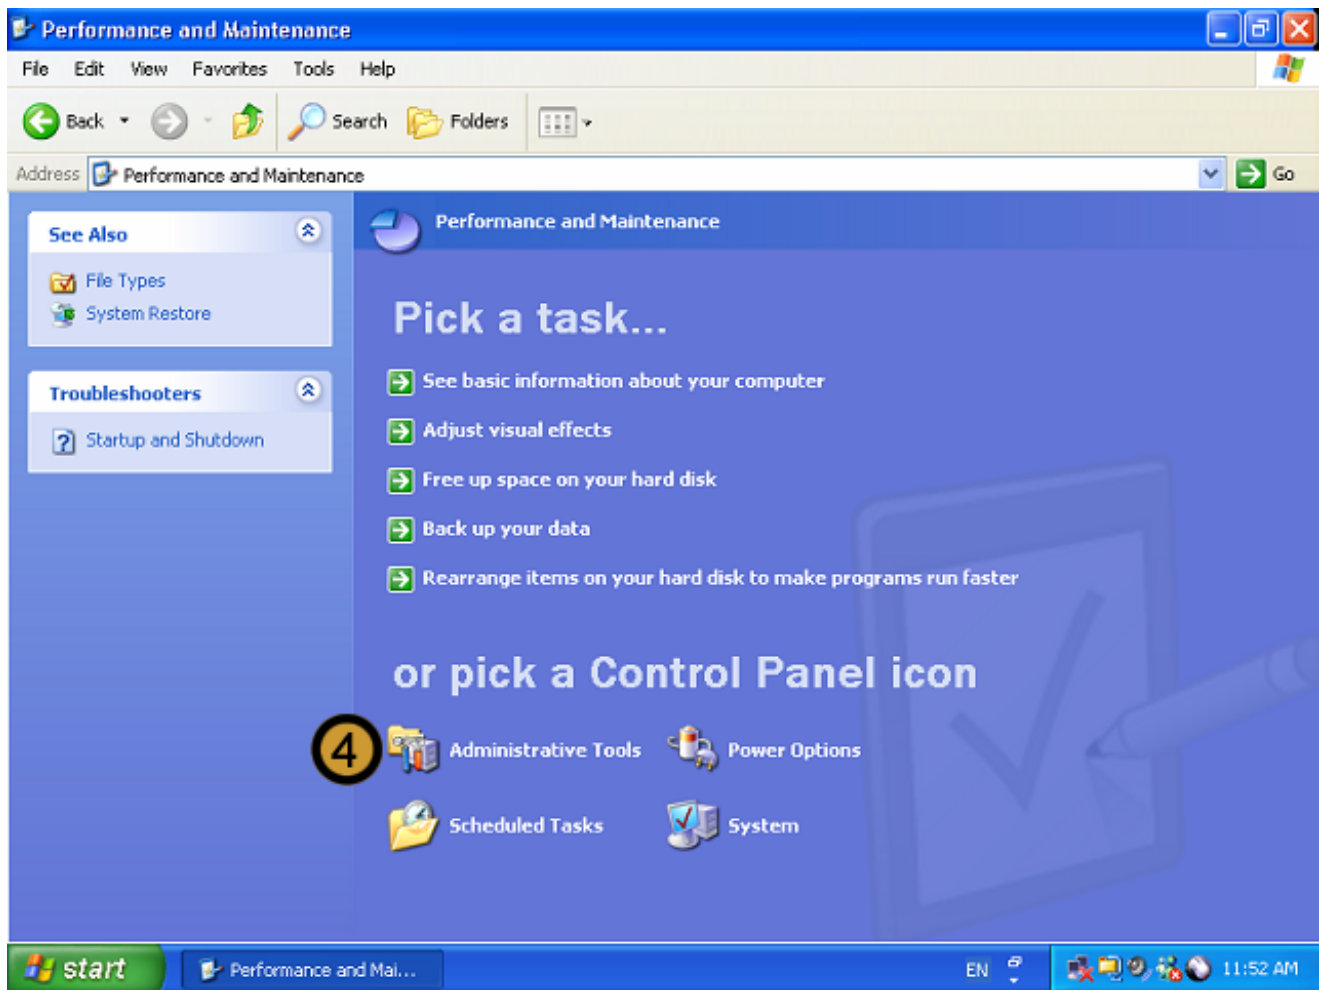 Performance and Maintenance
File Edit View Favorites Tools Help
Back Search Folders
Address Performance and Maintenance Go
Performance and Maintenance
See Also
File Types
System Restore
Troubleshooters
Startup and Shutdown
Pick a task...
See basic information about your computer
Adjust visual effects
Free up space on your hard disk
Back up your data
Rearrange items on your hard disk to make programs run faster
or pick a Control Panel icon
4 Administrative Tools Power Options
Scheduled Tasks System
start Performance and Mai... EN 11:52 AM